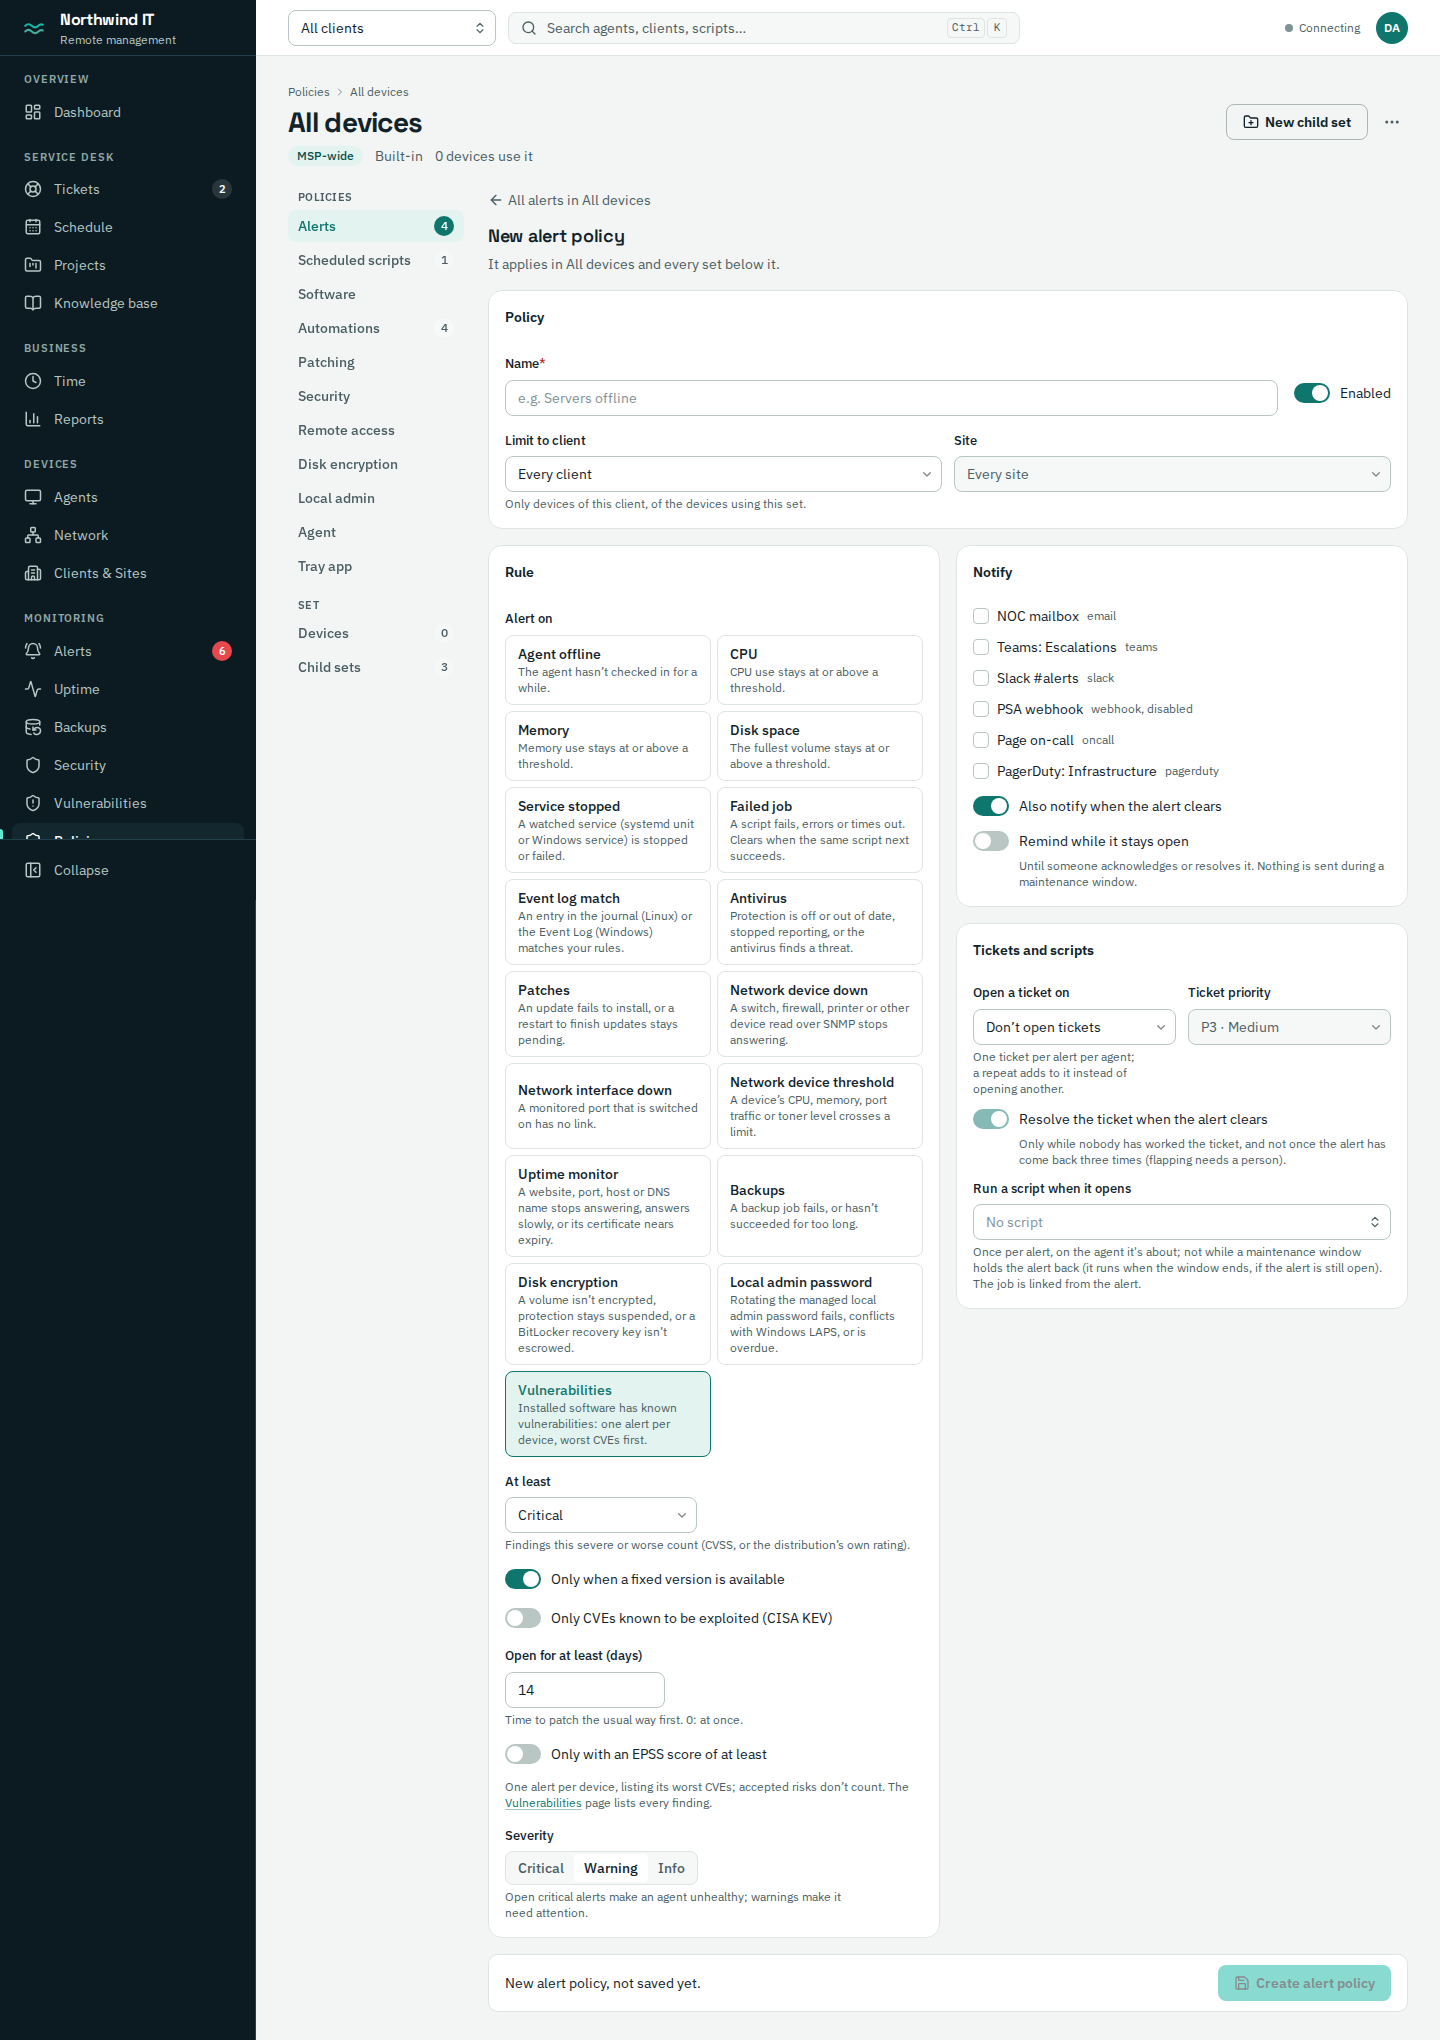 Northwind IT
Remote management
OVERVIEW
Dashboard
SERVICE DESK
Tickets 2
Schedule
Projects
Knowledge base
BUSINESS
Time
Reports
DEVICES
Agents
Network
Clients & Sites
MONITORING
Alerts 6
Uptime
Backups
Security
Vulnerabilities
Collapse
All clients
Search agents, clients, scripts...
Ctrl K
Connecting
DA
Policies > All devices
All devices
MSP-wide Built-in 0 devices use it
New child set
POLICIES
Alerts 4
Scheduled scripts 1
Software
Automations 4
Patching
Security
Remote access
Disk encryption
Local admin
Agent
Tray app
SET
Devices 0
Child sets 3
All alerts in All devices
New alert policy
It applies in All devices and every set below it.
Policy
Name*
e.g. Servers offline
Enabled
Limit to client
Every client
Only devices of this client, of the devices using this set.
Site
Every site
Rule
Alert on
Agent offline
The agent hasn’t checked in for a
while.
CPU
CPU use stays at or above a
threshold.
Memory
Memory use stays at or above a
threshold.
Disk space
The fullest volume stays at or
above a threshold.
Service stopped
A watched service (systemd unit
or Windows service) is stopped
or failed.
Failed job
A script fails, errors or times out.
Clears when the same script next
succeeds.
Event log match
An entry in the journal (Linux) or
the Event Log (Windows)
matches your rules.
Antivirus
Protection is off or out of date,
stopped reporting, or the
antivirus finds a threat.
Patches
An update fails to install, or a
restart to finish updates stays
pending.
Network device down
A switch, firewall, printer or other
device read over SNMP stops
answering.
Network interface down
A monitored port that is switched
on has no link.
Network device threshold
A device’s CPU, memory, port
traffic or toner level crosses a
limit.
Uptime monitor
A website, port, host or DNS
name stops answering, answers
slowly, or its certificate nears
expiry.
Backups
A backup job fails, or hasn’t
succeeded for too long.
Disk encryption
A volume isn’t encrypted,
protection stays suspended, or a
BitLocker recovery key isn’t
escrowed.
Local admin password
Rotating the managed local
admin password fails, conflicts
with Windows LAPS, or is
overdue.
Vulnerabilities
Installed software has known
vulnerabilities: one alert per
device, worst CVEs first.
At least
Critical
Findings this severe or worse count (CVSS, or the distribution’s own rating).
Only when a fixed version is available
Only CVEs known to be exploited (CISA KEV)
Open for at least (days)
14
Time to patch the usual way first. 0: at once.
Only with an EPSS score of at least
One alert per device, listing its worst CVEs; accepted risks don’t count. The
Vulnerabilities page lists every finding.
Severity
Critical Warning Info
Open critical alerts make an agent unhealthy; warnings make it
need attention.
Notify
NOC mailbox email
Teams: Escalations teams
Slack #alerts slack
PSA webhook webhook, disabled
Page on-call oncall
PagerDuty: Infrastructure pagerduty
Also notify when the alert clears
Remind while it stays open
Until someone acknowledges or resolves it. Nothing is sent during a
maintenance window.
Tickets and scripts
Open a ticket on
Don’t open tickets
One ticket per alert per agent;
a repeat adds to it instead of
opening another.
Ticket priority
P3 · Medium
Resolve the ticket when the alert clears
Only while nobody has worked the ticket, and not once the alert has
come back three times (flapping needs a person).
Run a script when it opens
No script
Once per alert, on the agent it's about; not while a maintenance window
holds the alert back (it runs when the window ends, if the alert is still open).
The job is linked from the alert.
New alert policy, not saved yet.
Create alert policy